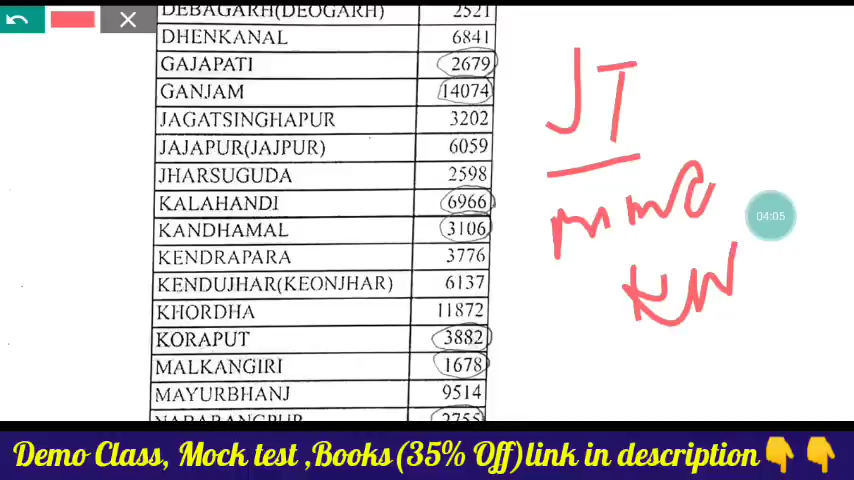 DEBAGARH(DEOGARH) 2521
DHENKANAL 6841
GAJAPATI 2679
GANJAM 14074
JAGATSINGHAPUR 3202
JAJAPUR(JAJPUR) 6059
JHARSUGUDA 2598
KALAHANDI 6966
KANDHAMAL 3106
KENDRAPARA 3776
KENDUJHAR(KEONJHAR) 6137
KHORDHA 11872
KORAPUT 3882
MALKANGIRI 1678
MAYURBHANJ 9514
NABARANGPUR 2755
JT
04:05
Demo Class, Mock test ,Books(35% Off)link in description👇👇